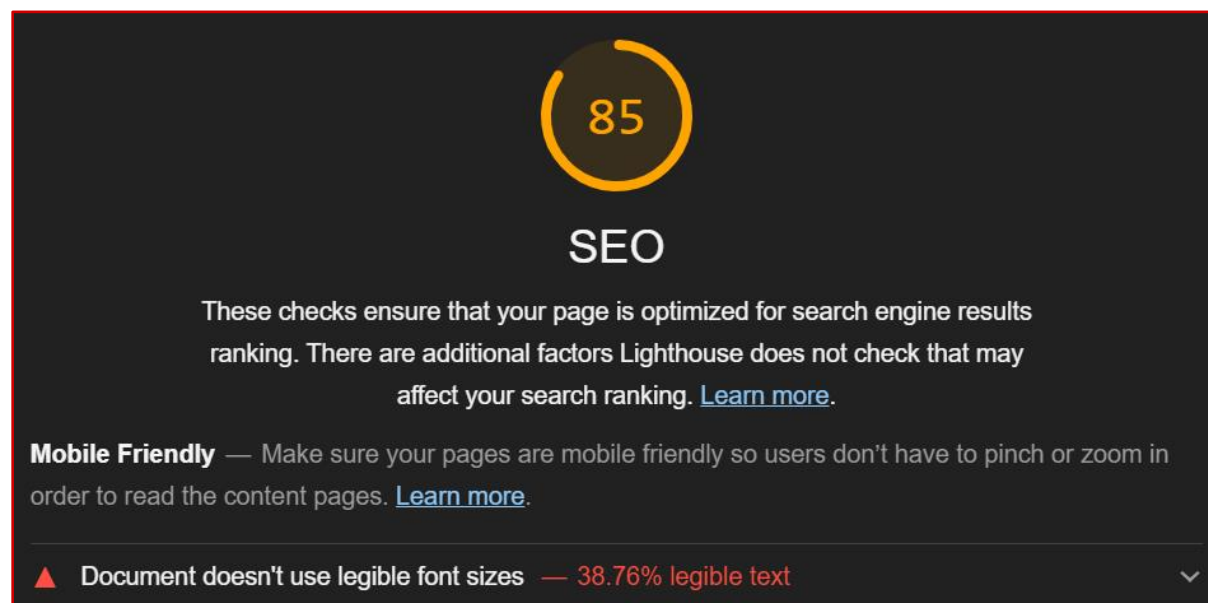 85
SEO
These checks ensure that your page is optimized for search engine results
ranking. There are additional factors Lighthouse does not check that may
affect your search ranking. Learn more.
Mobile Friendly — Make sure your pages are mobile friendly so users don’t have to pinch or zoom in
order to read the content pages. Learn more.
Document doesn't use legible font sizes — 38.76% legible text